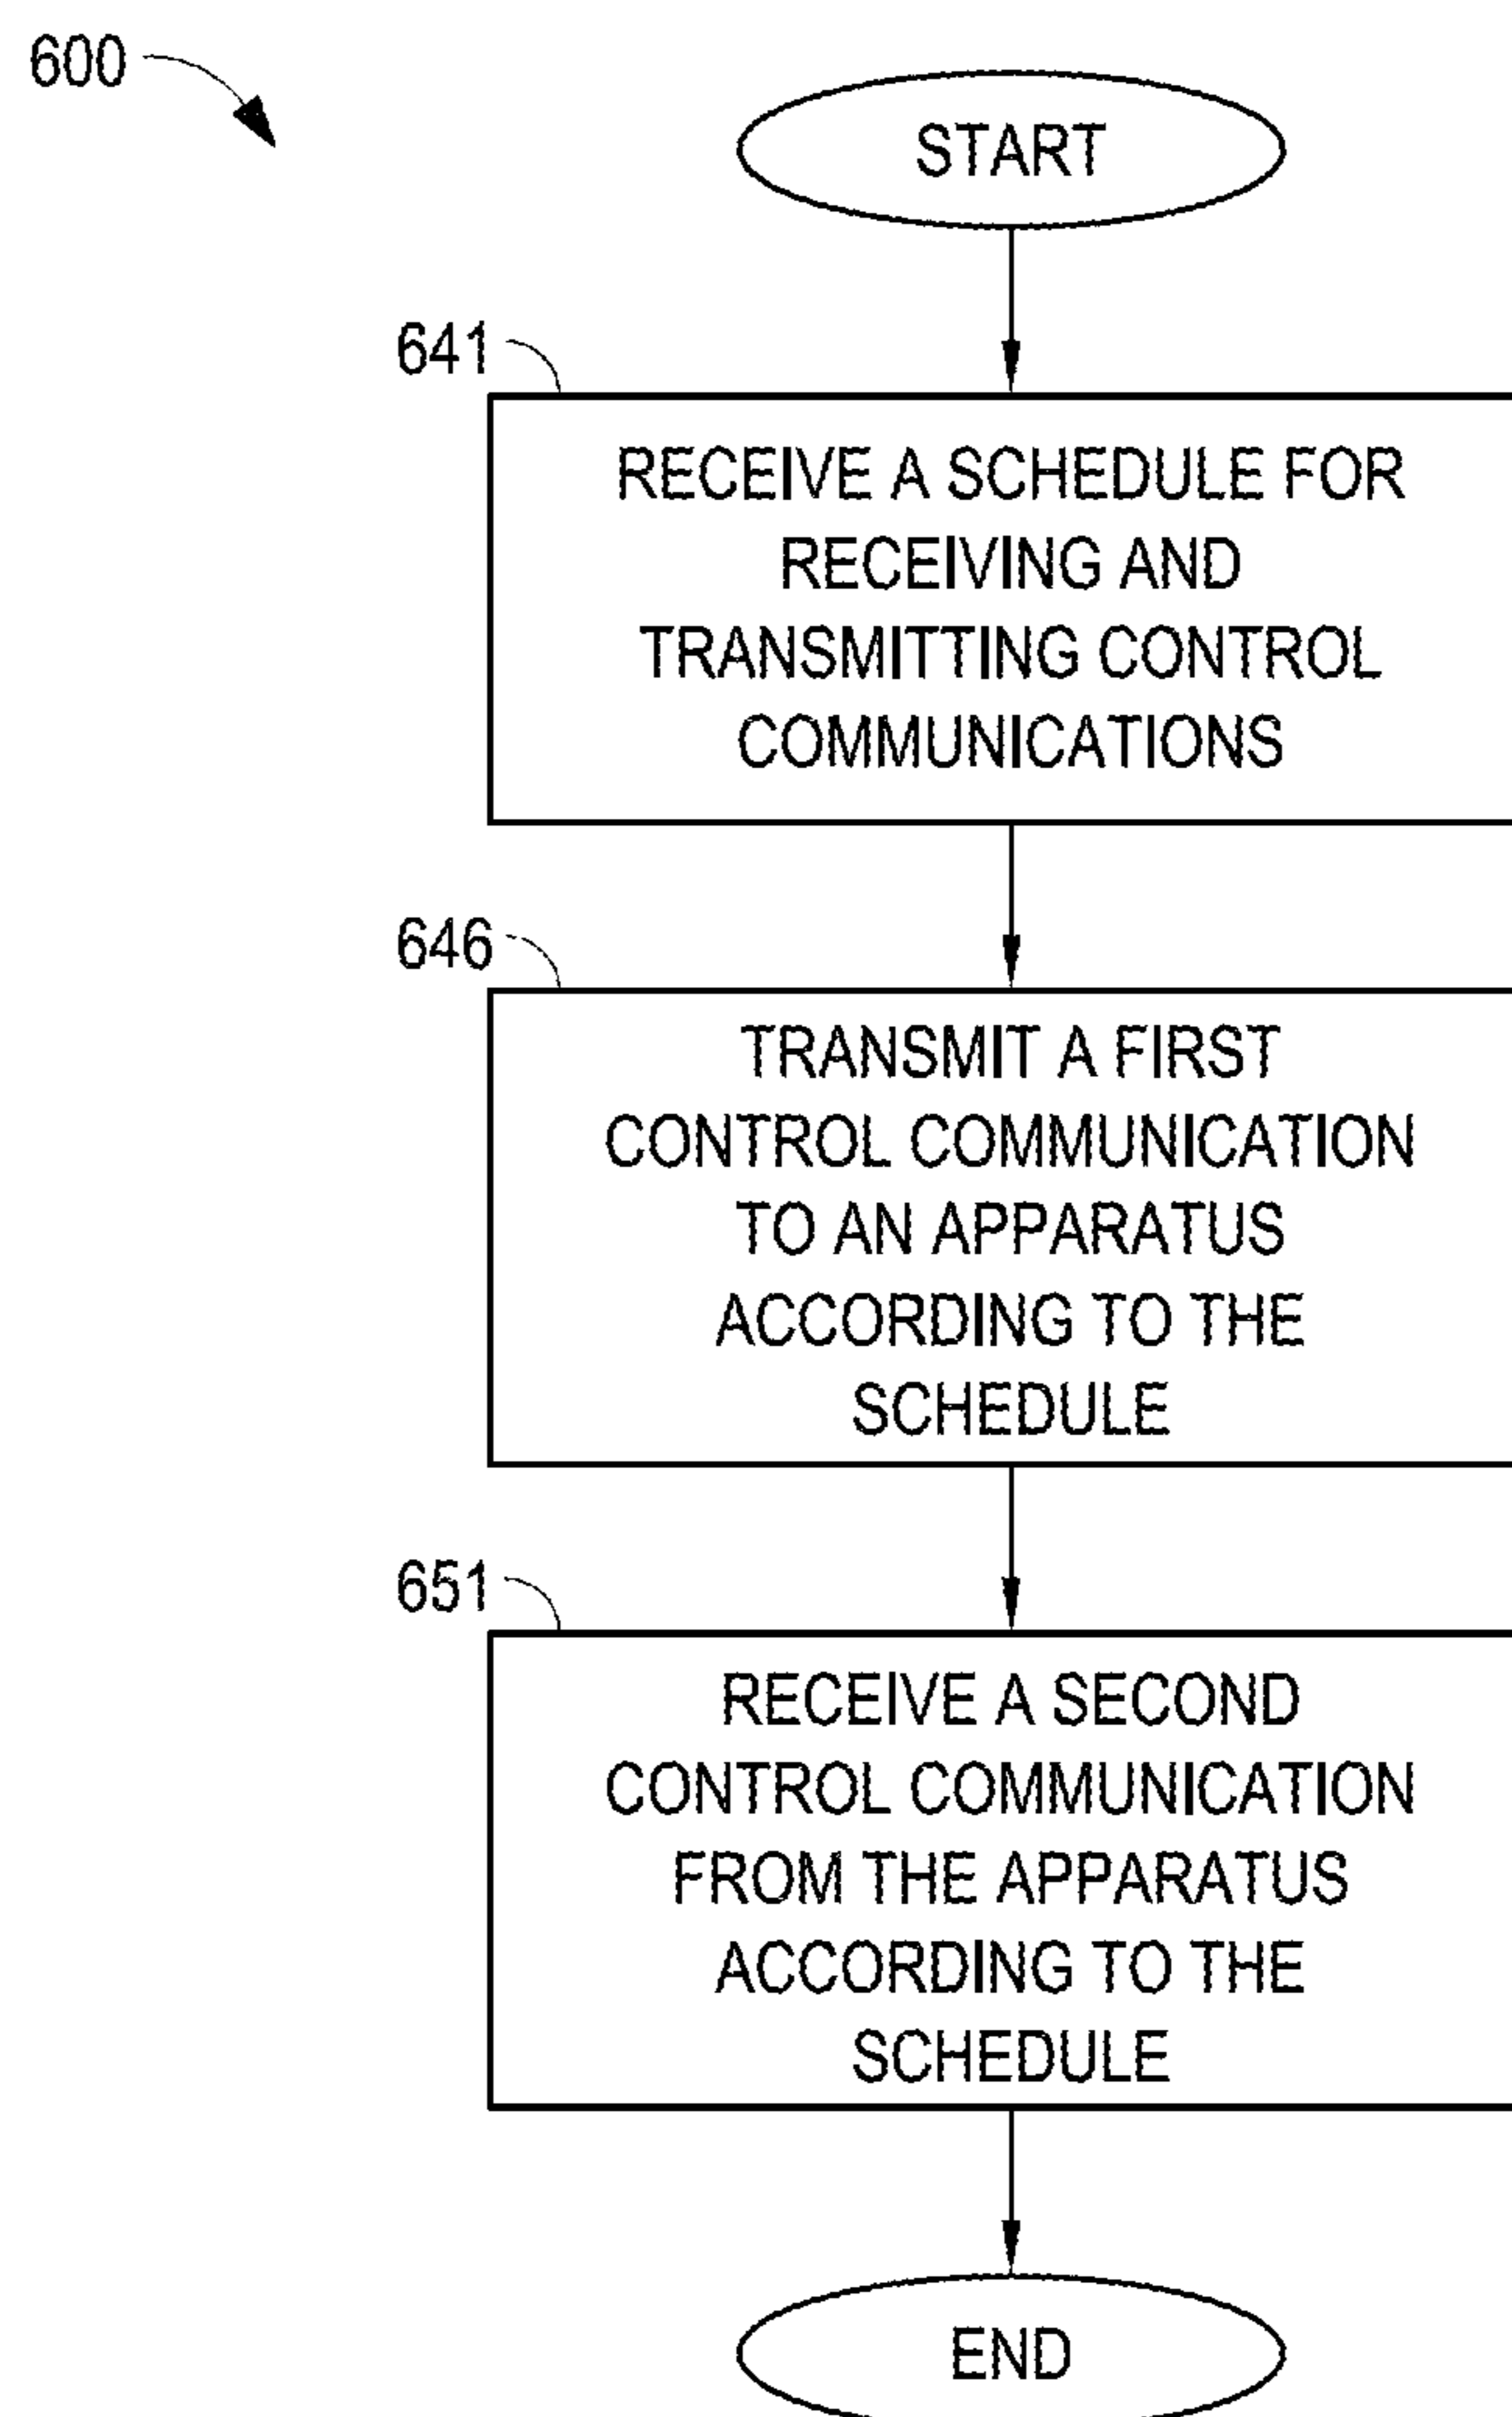 600
START
641
RECEIVE A SCHEDULE FOR
RECEIVING AND
TRANSMITTING CONTROL
COMMUNICATIONS
646
TRANSMIT A FIRST
CONTROL COMMUNICATION
TO AN APPARATUS
ACCORDING TO THE
SCHEDULE
651
RECEIVE A SECOND
CONTROL COMMUNICATION
FROM THE APPARATUS
ACCORDING TO THE
SCHEDULE
END